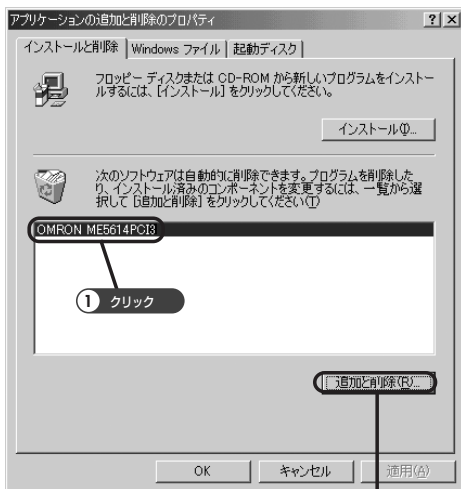 アプリケーションの追加と削除のプロパティ
? ×
インストールと削除 Windows ファイル 起動ディスク
フロッピー ディスクまたは CD-ROM から新しいプログラムをインストー
ルするには、[インストール] をクリックしてください。
インストール(I)...
次のソフトウェアは自動的に削除できます。プログラムを削除した
り、インストール済みのコンポーネントを変更するには、一覧から選
択して [追加と削除] をクリックしてください(T)
OMRON ME5614PCI3
1 クリック
追加と削除(R)...
OK キャンセル 適用(A)